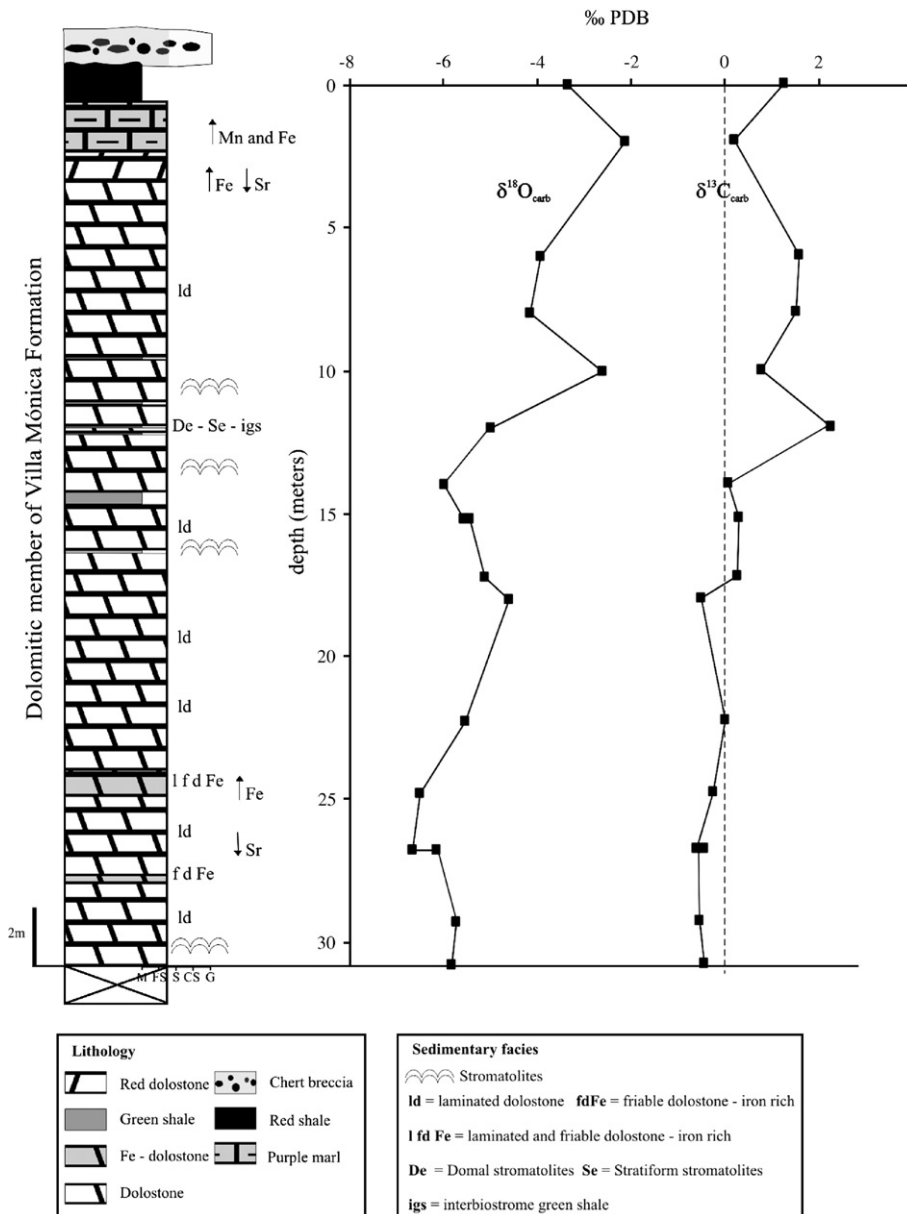 ‰ PDB
-8 -6 -4 -2 0 2
0
Mn and Fe
Fe Sr
δ¹⁸Ocarb δ¹³Ccarb
5
ld
10
De - Se - igs
Dolomitic member of Villa Mónica Formation
depth (meters)
15
ld
ld
20
ld
l f d Fe
Fe
25
ld
Sr
f d Fe
ld
2m
30
M FS S CS G
Lithology
Red dolostone
Chert breccia
Green shale
Red shale
Fe - dolostone
Purple marl
Dolostone
Sedimentary facies
Stromatolites
ld = laminated dolostone fdFe = friable dolostone - iron rich
l fd Fe = laminated and friable dolostone - iron rich
De = Domal stromatolites Se = Stratiform stromatolites
igs = interbiostrome green shale